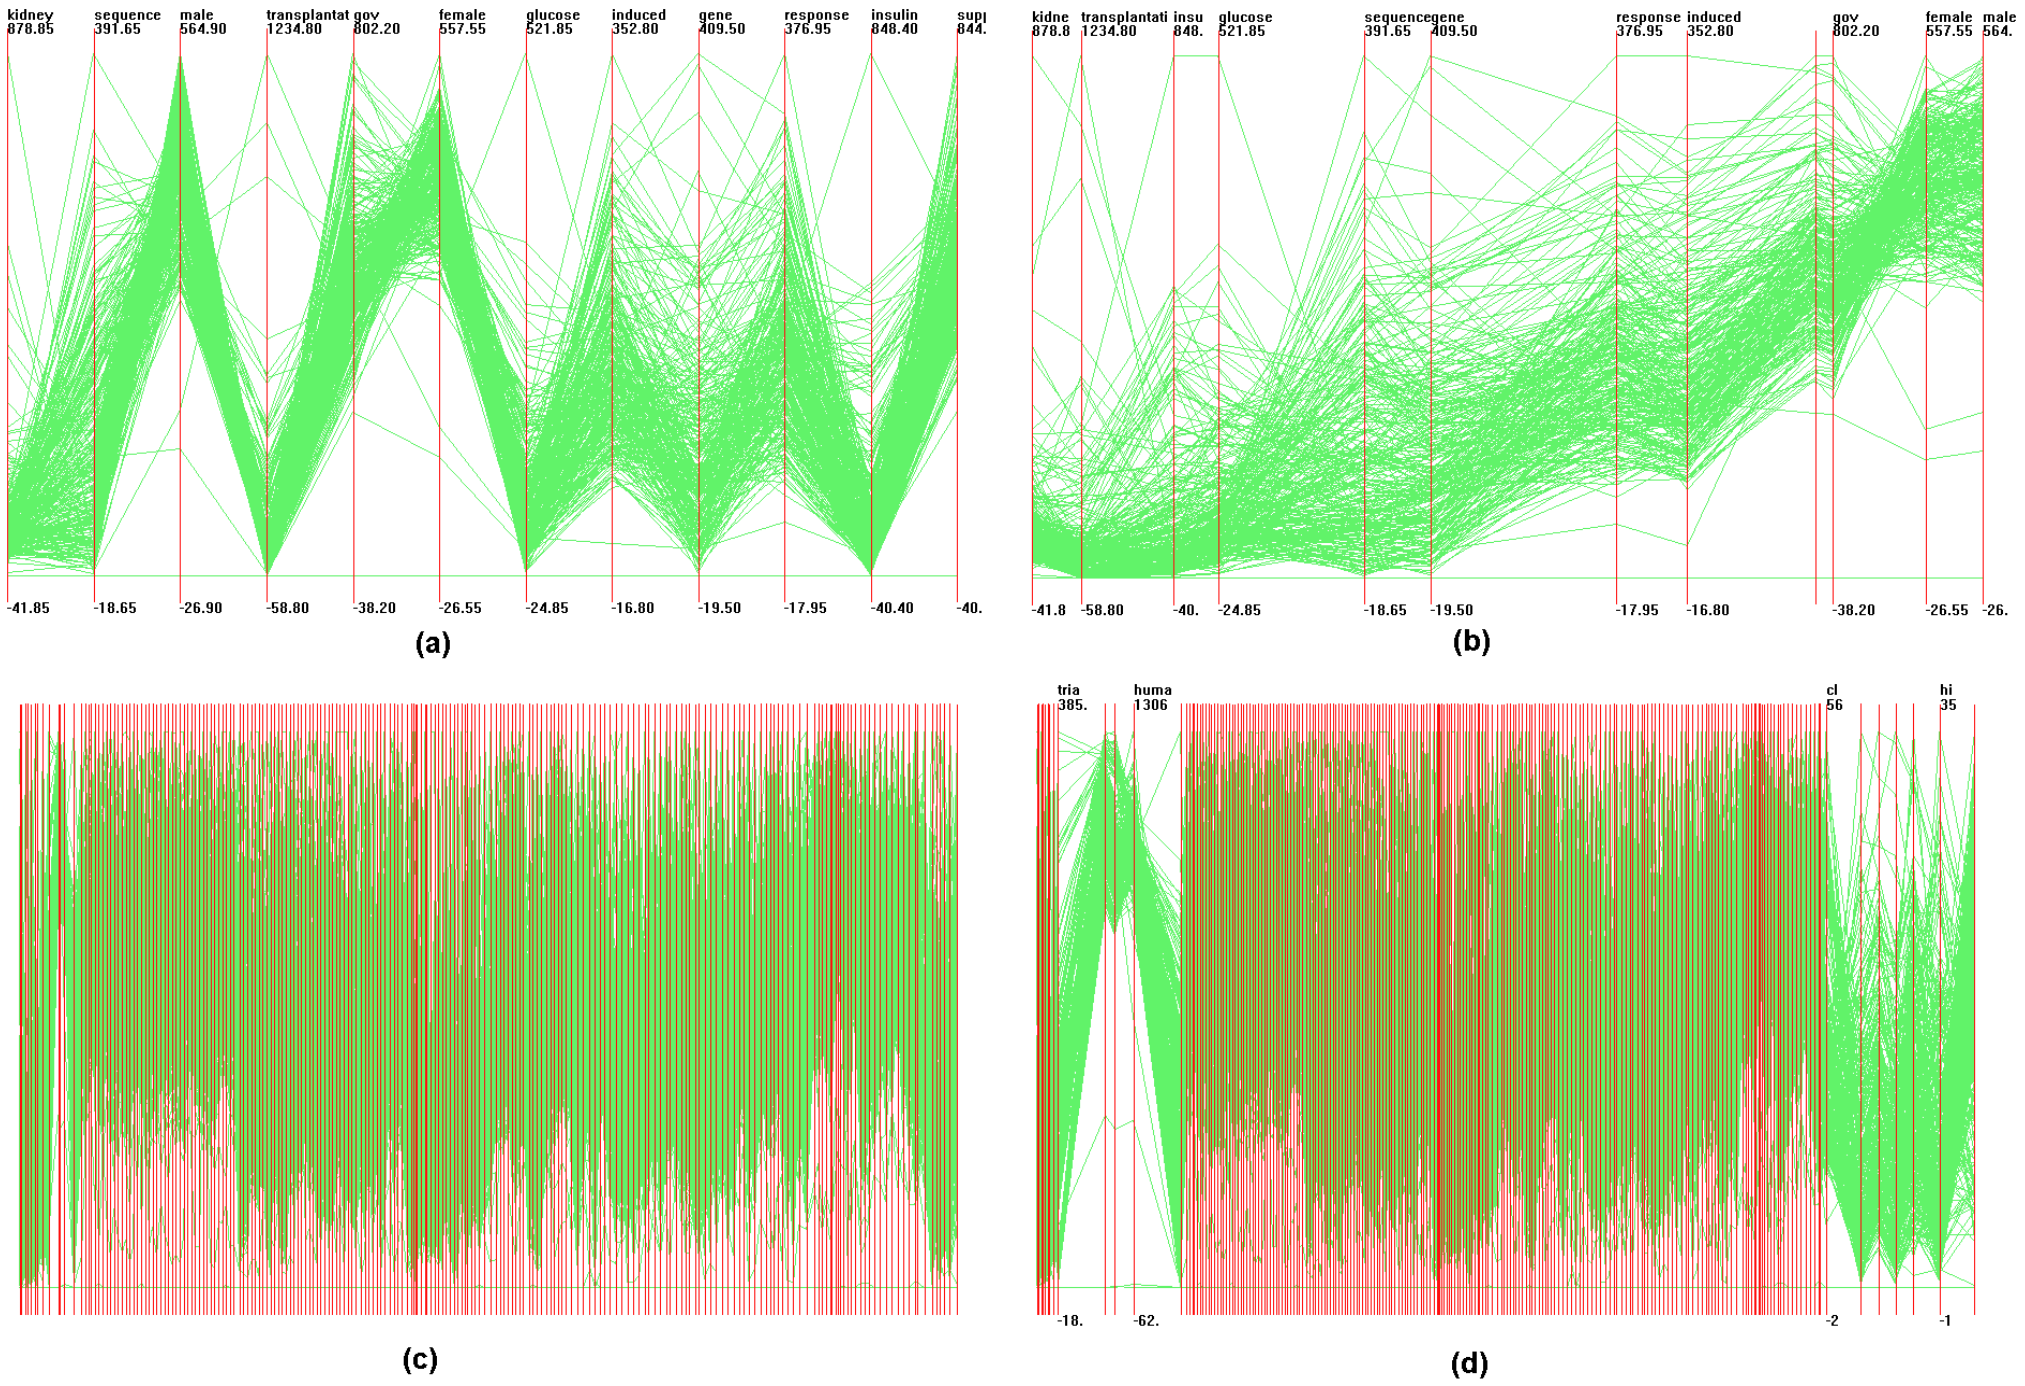 kidney sequence male transplantat gov female glucose induced gene response insulin supp
878.85 391.65 564.90 1234.80 802.20 557.55 521.85 352.80 409.50 376.95 848.40 844.
-41.85 -18.65 -26.90 -58.80 -38.20 -26.55 -24.85 -16.80 -19.50 -17.95 -40.40 -40.
(a)
kidne transplantati insu glucose sequence gene response induced gov female male
878.8 1234.80 848. 521.85 391.65 409.50 376.95 352.80 802.20 557.55 564.
-41.8 -58.80 -40. -24.85 -18.65 -19.50 -17.95 -16.80 -38.20 -26.55 -26.
(b)
(c)
tria huma cl hi
385. 1306 56 35
-18. -62. -2 -1
(d)